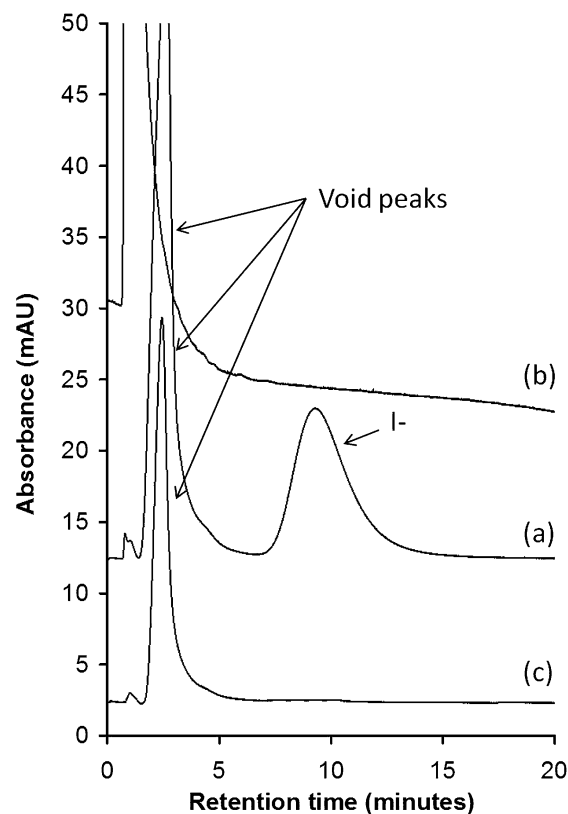 50
45
40
35
30
25
20
15
10
5
0
Absorbance (mAU)
Void peaks
(b)
I-
(a)
(c)
0 5 10 15 20
Retention time (minutes)